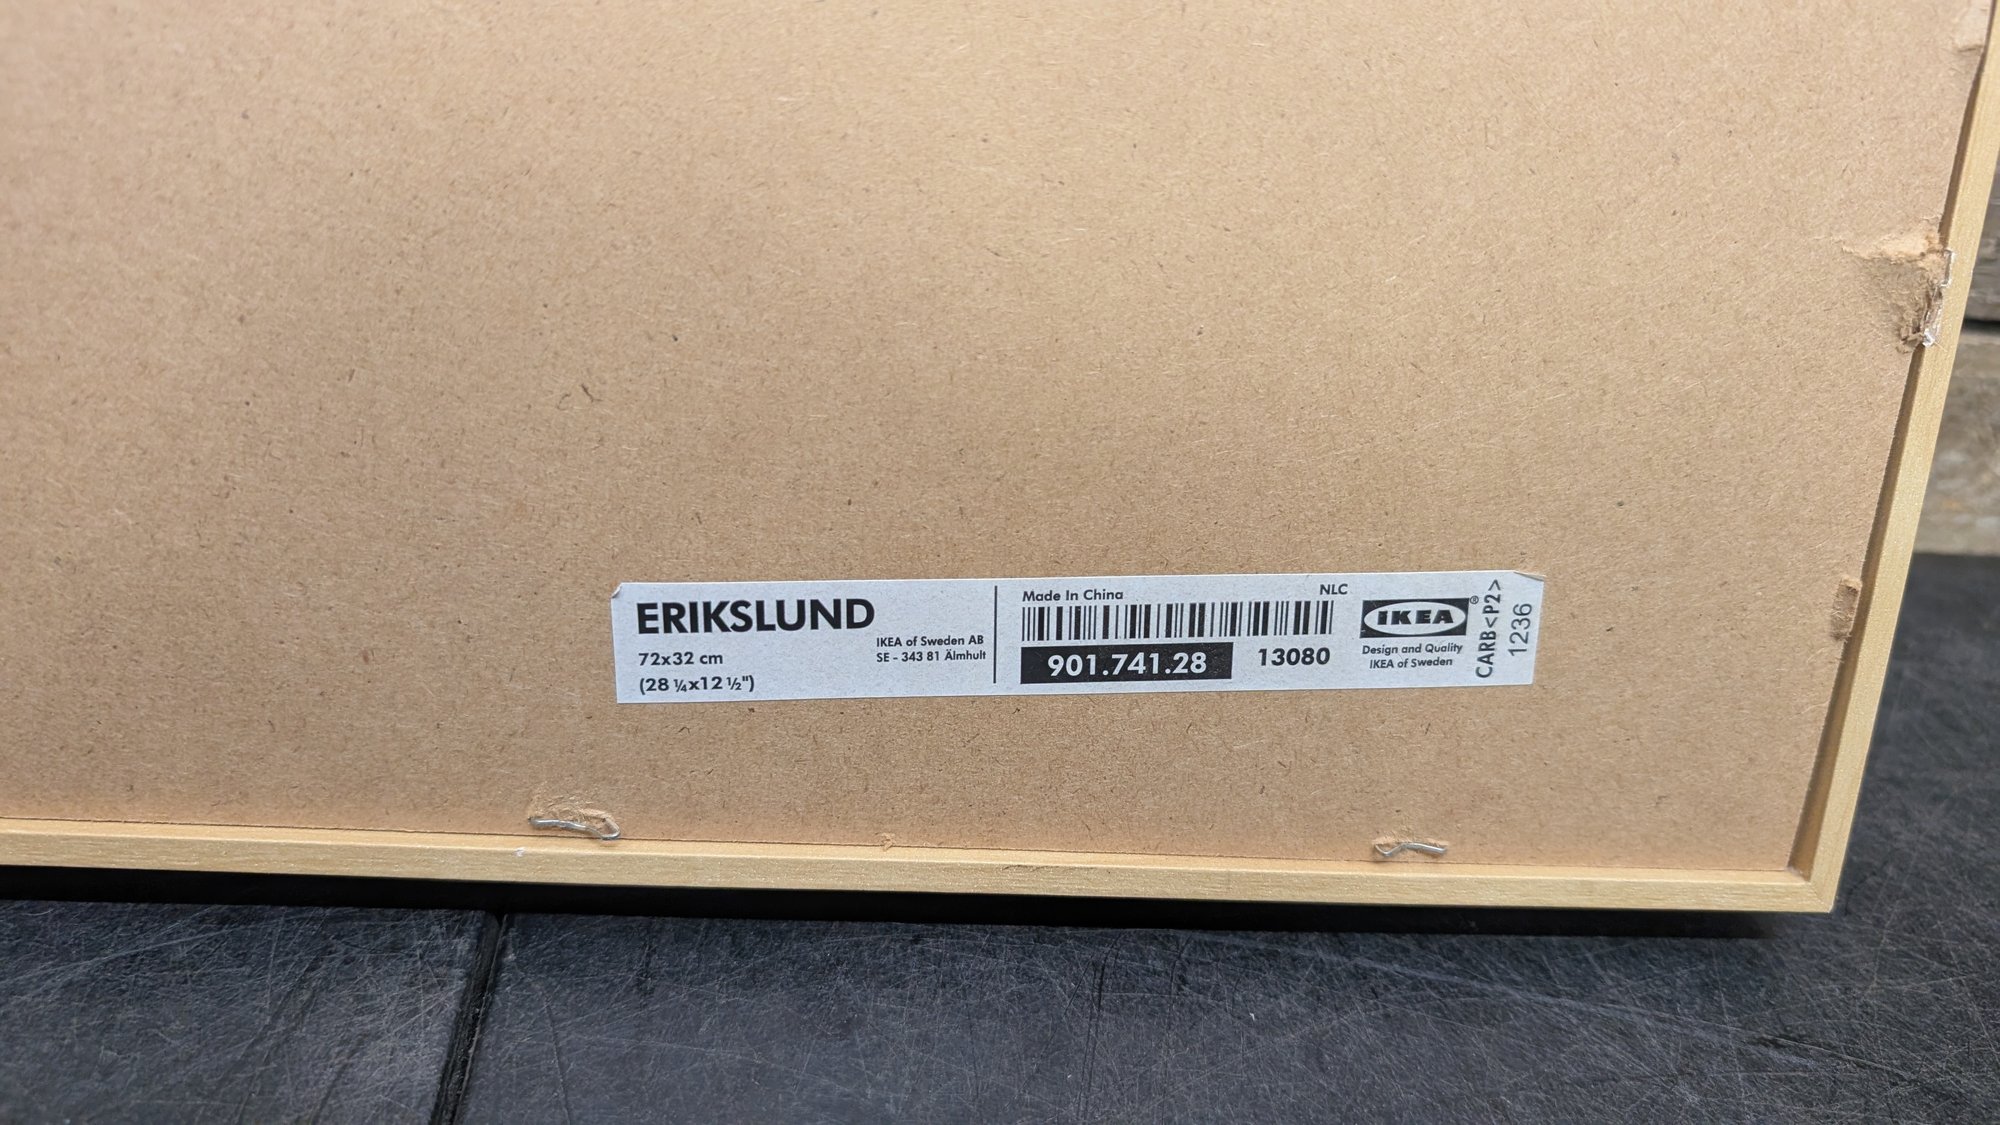 ERIKSLUND
72x32 cm
(28 ¼x12 ½")
IKEA of Sweden AB
SE - 343 81 Älmhult
Made In China
NLC
901.741.28
13080
IKEA®
Design and Quality
IKEA of Sweden
CARB<P2>
1236